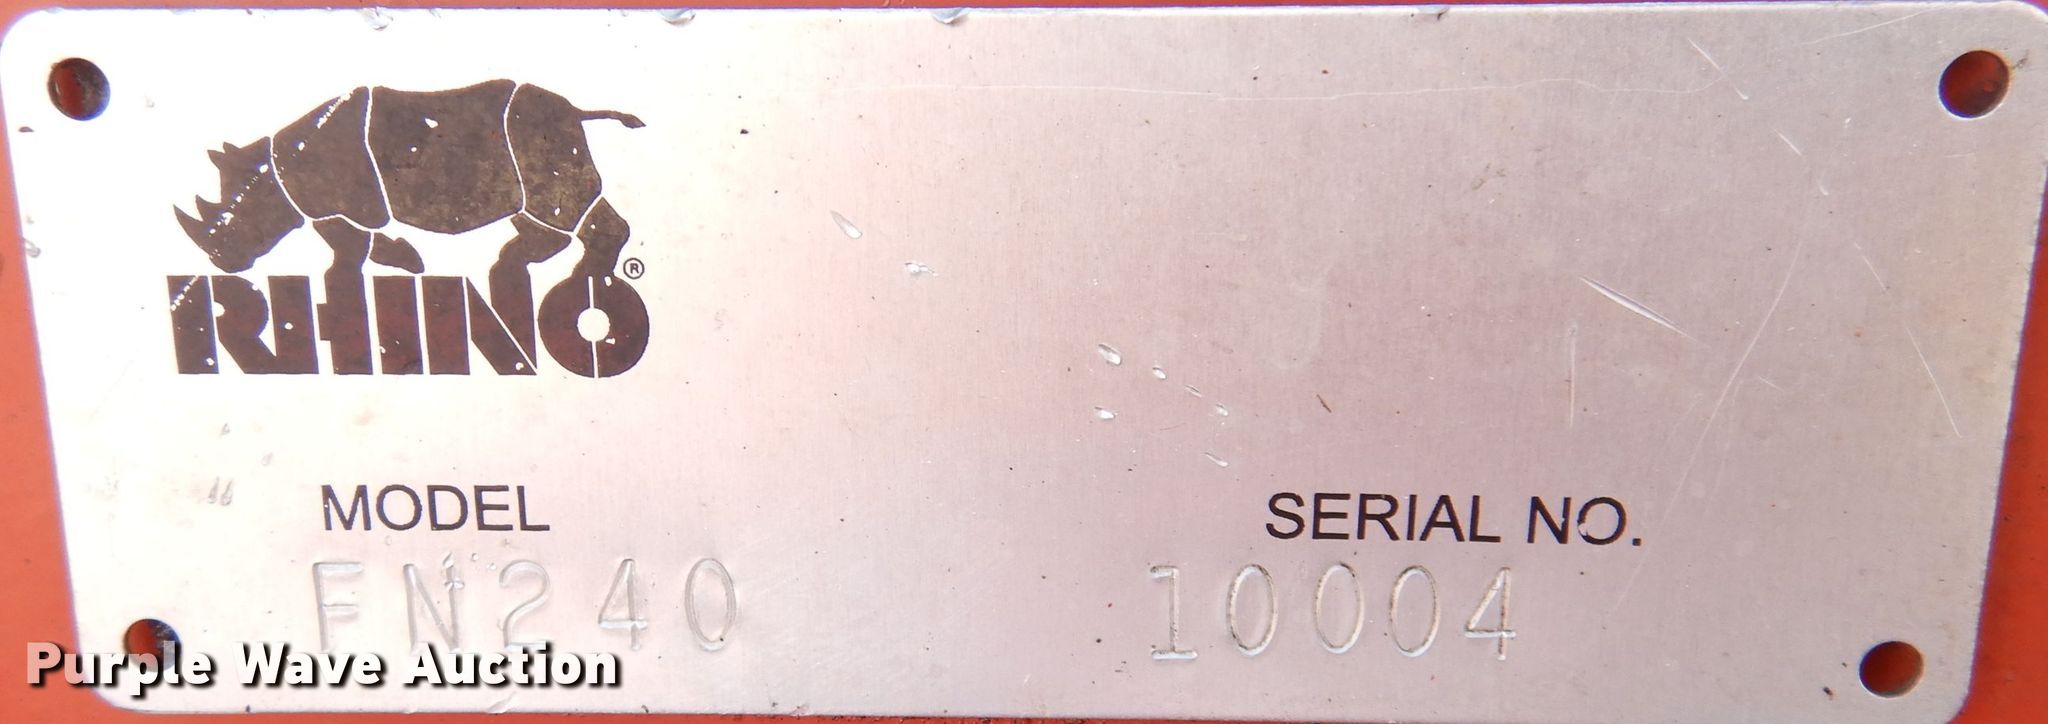 RHINO®
MODEL
SERIAL NO.
FN240
10004
Purple Wave Auction